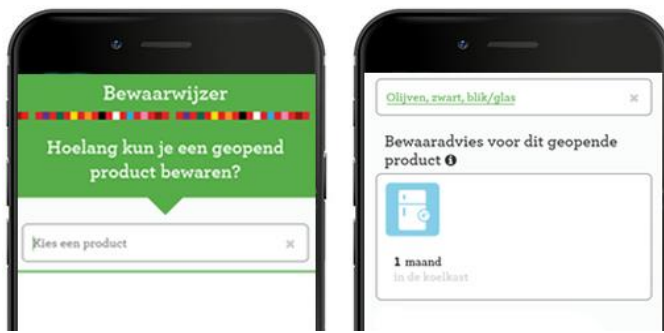 Bewaarwijzer
Hoelang kun je een geopend
product bewaren?
Kies een product
Olijven, zwart, blik/glas
Bewaaradvies voor dit geopende
product
1 maand
in de koelkast